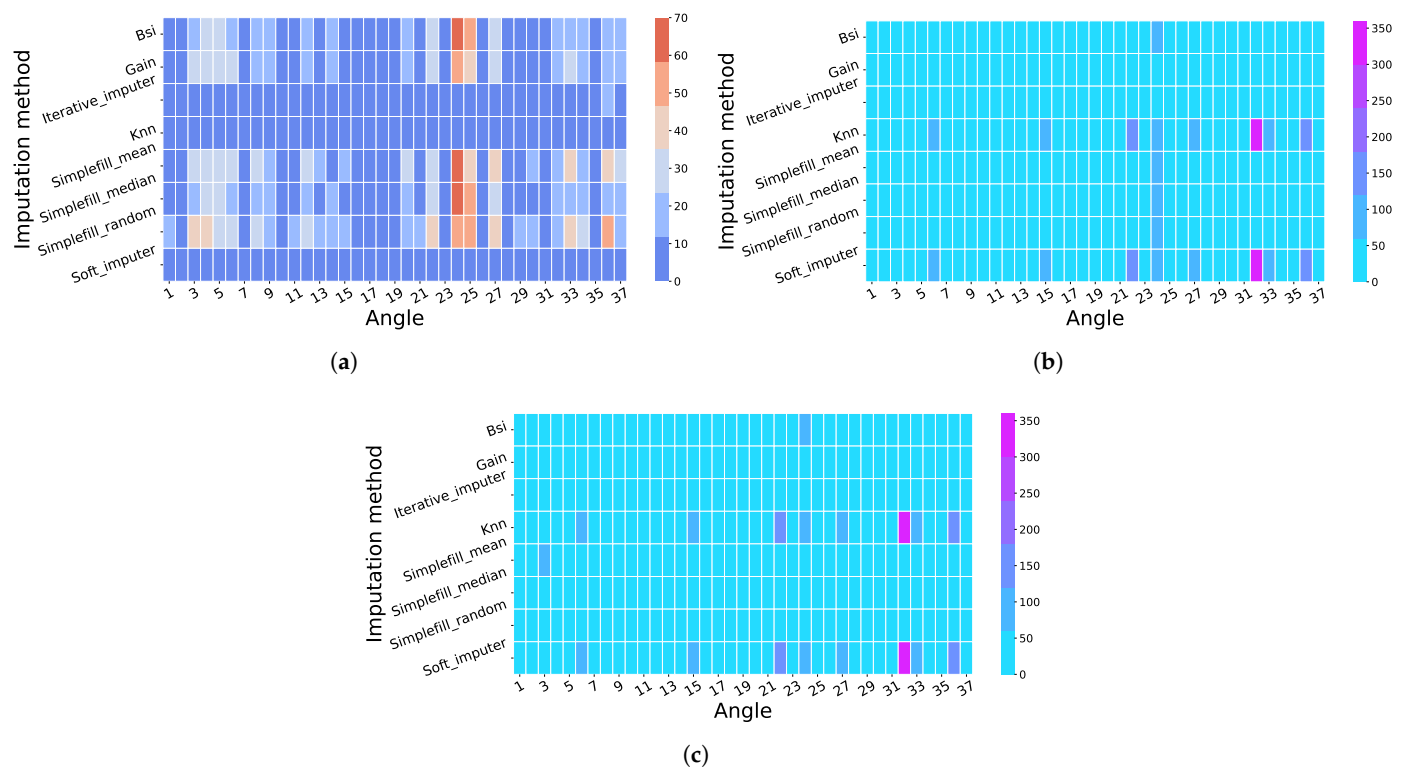 Imputation method
Bsi
Gain
Iterative_imputer
Knn
Simplefill_mean
Simplefill_median
Simplefill_random
Soft_imputer
1 3 5 7 9 11 13 15 17 19 21 23 25 27 29 31 33 35 37
Angle
70
60
50
40
30
20
10
0
(a)
Imputation method
Bsi
Gain
Iterative_imputer
Knn
Simplefill_mean
Simplefill_median
Simplefill_random
Soft_imputer
1 3 5 7 9 11 13 15 17 19 21 23 25 27 29 31 33 35 37
Angle
350
300
250
200
150
100
50
0
(b)
Imputation method
Bsi
Gain
Iterative_imputer
Knn
Simplefill_mean
Simplefill_median
Simplefill_random
Soft_imputer
1 3 5 7 9 11 13 15 17 19 21 23 25 27 29 31 33 35 37
Angle
350
300
250
200
150
100
50
0
(c)